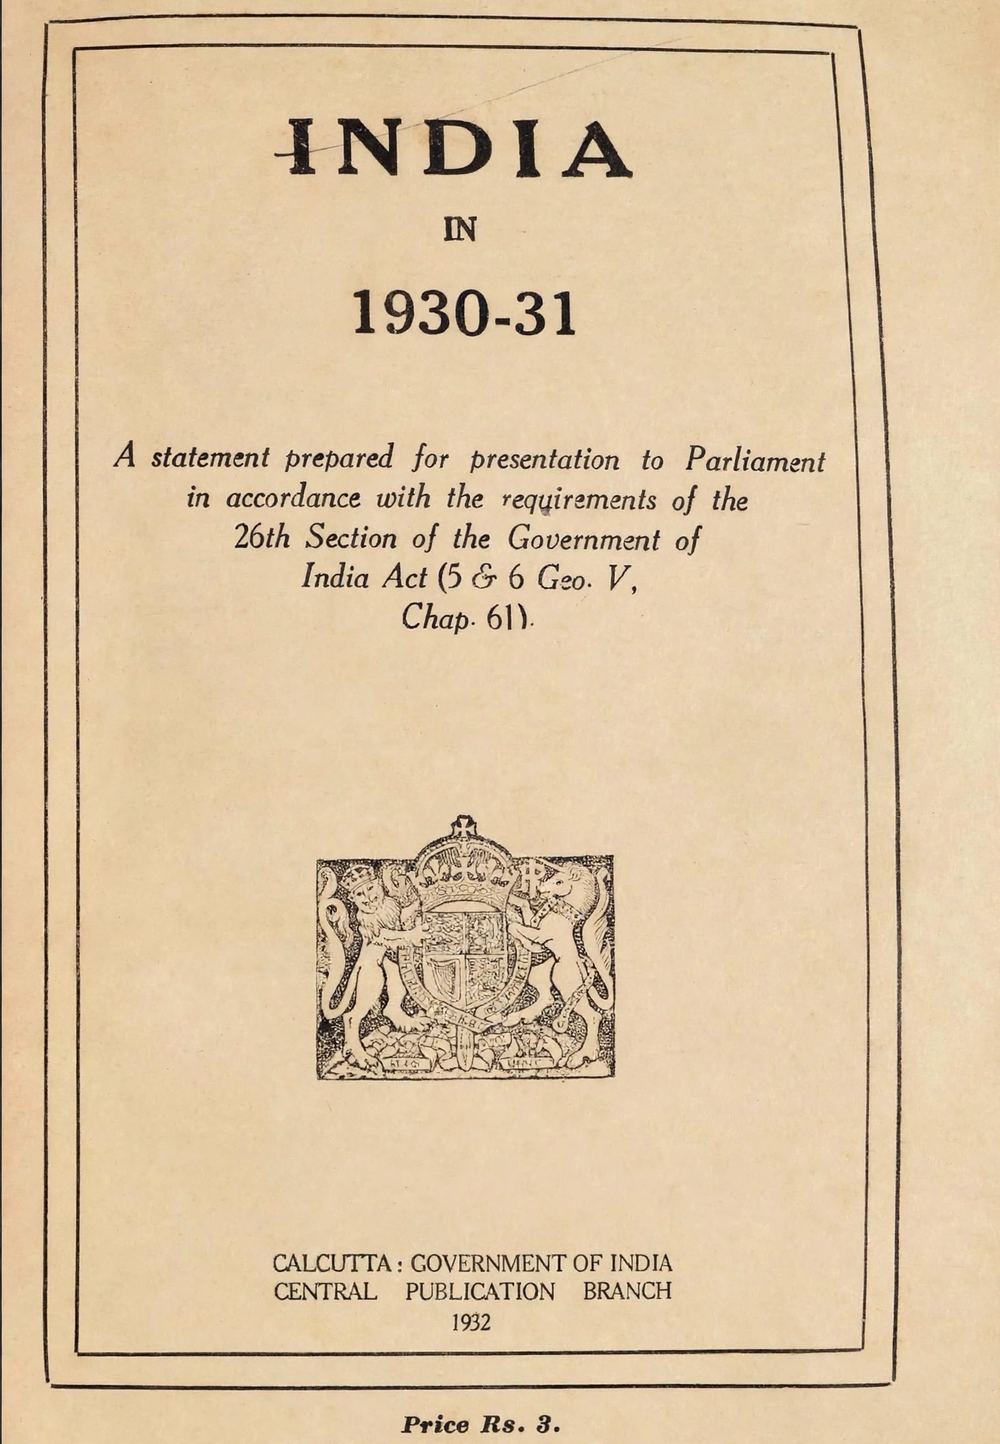 INDIA
IN
1930-31
A statement prepared for presentation to Parliament
in accordance with the requirements of the
26th Section of the Government of
India Act (5 & 6 Geo. V,
Chap. 61).
CALCUTTA: GOVERNMENT OF INDIA
CENTRAL PUBLICATION BRANCH
1932
Price Rs. 3.